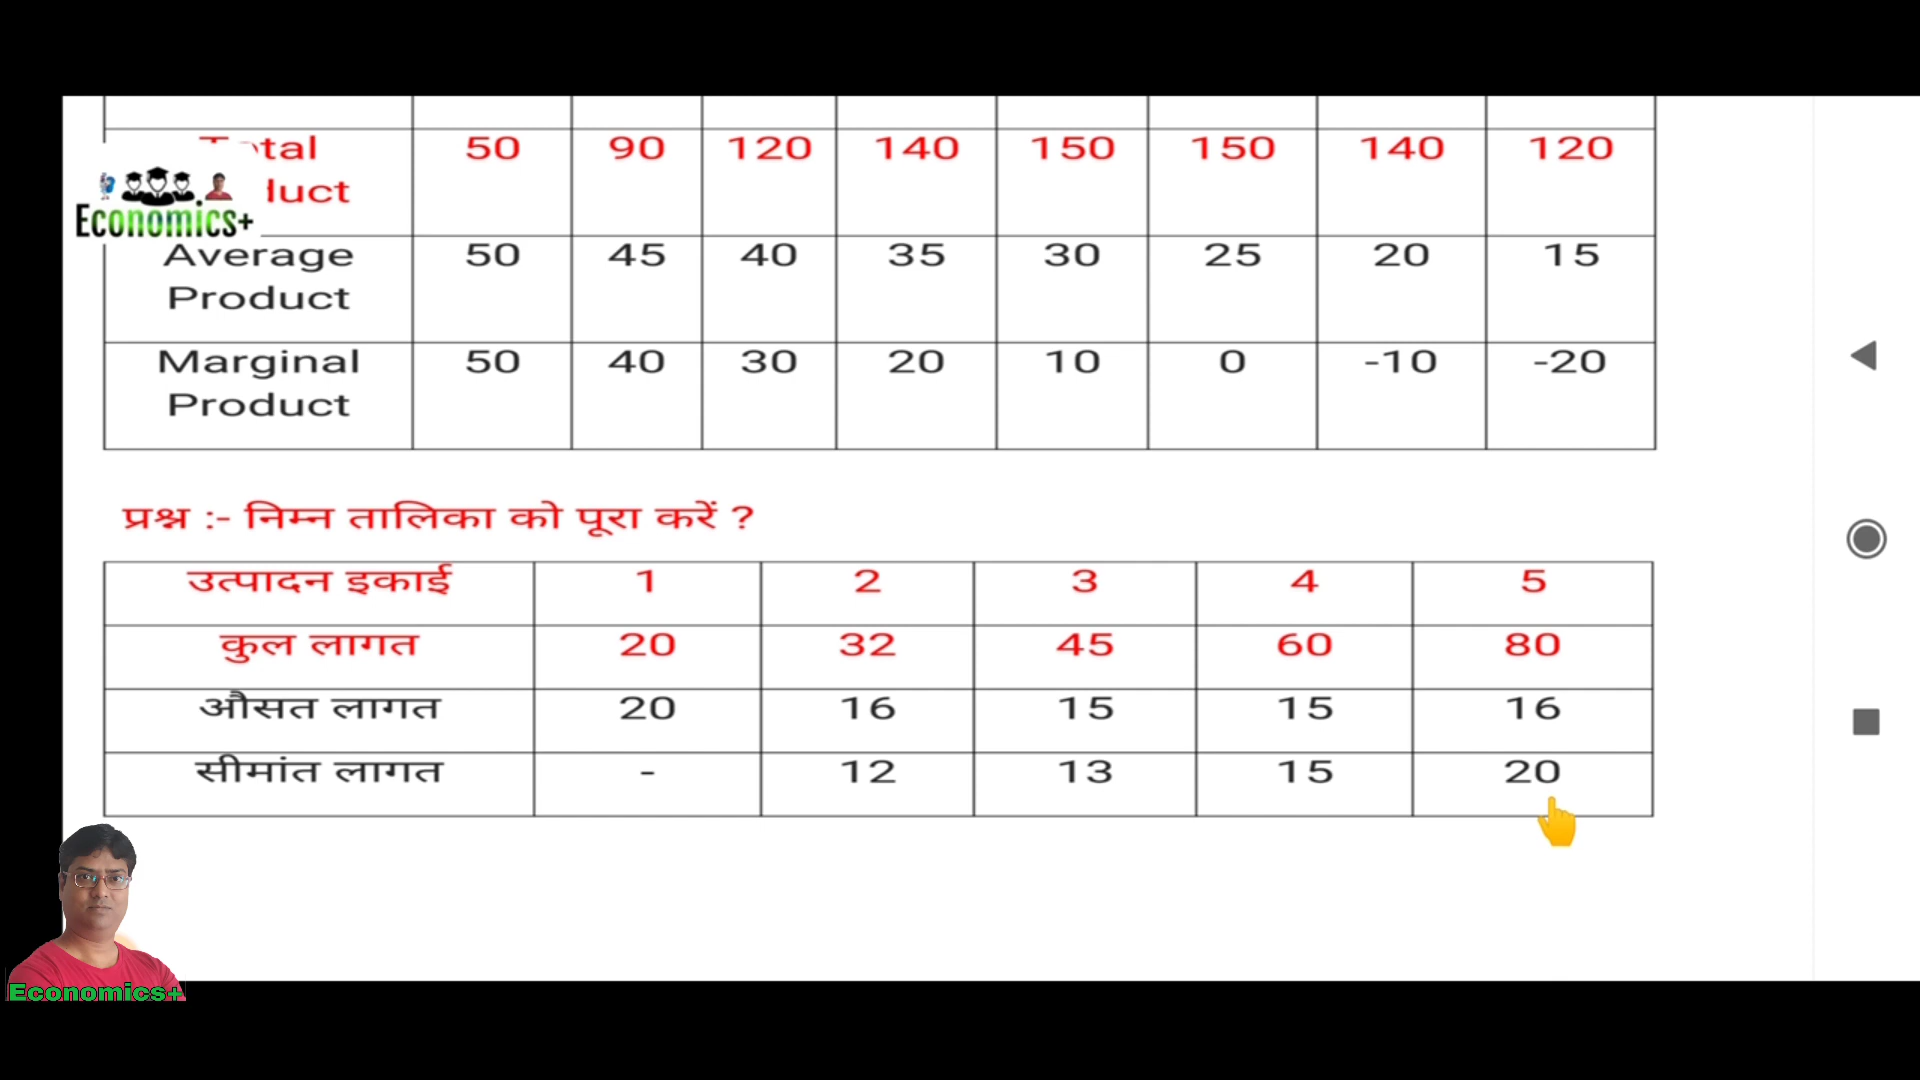 50 90 120 140 150 150 140 120
Economics+
Average Product 50 45 40 35 30 25 20 15
Marginal Product 50 40 30 20 10 0 -10 -20
प्रश्न :- निम्न तालिका को पूरा करें ?
उत्पादन इकाई 1 2 3 4 5
कुल लागत 20 32 45 60 80
औसत लागत 20 16 15 15 16
सीमांत लागत - 12 13 15 20
Economics+